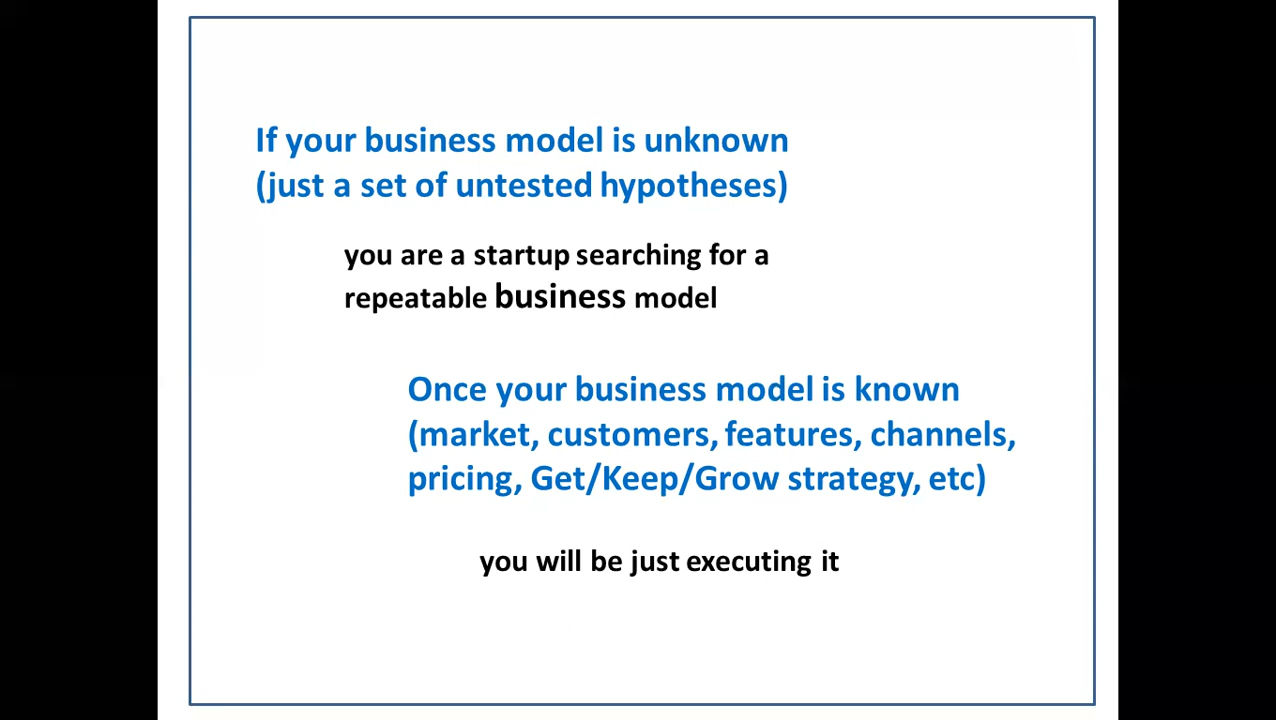 If your business model is unknown
(just a set of untested hypotheses)
you are a startup searching for a
repeatable business model
Once your business model is known
(market, customers, features, channels,
pricing, Get/Keep/Grow strategy, etc)
you will be just executing it